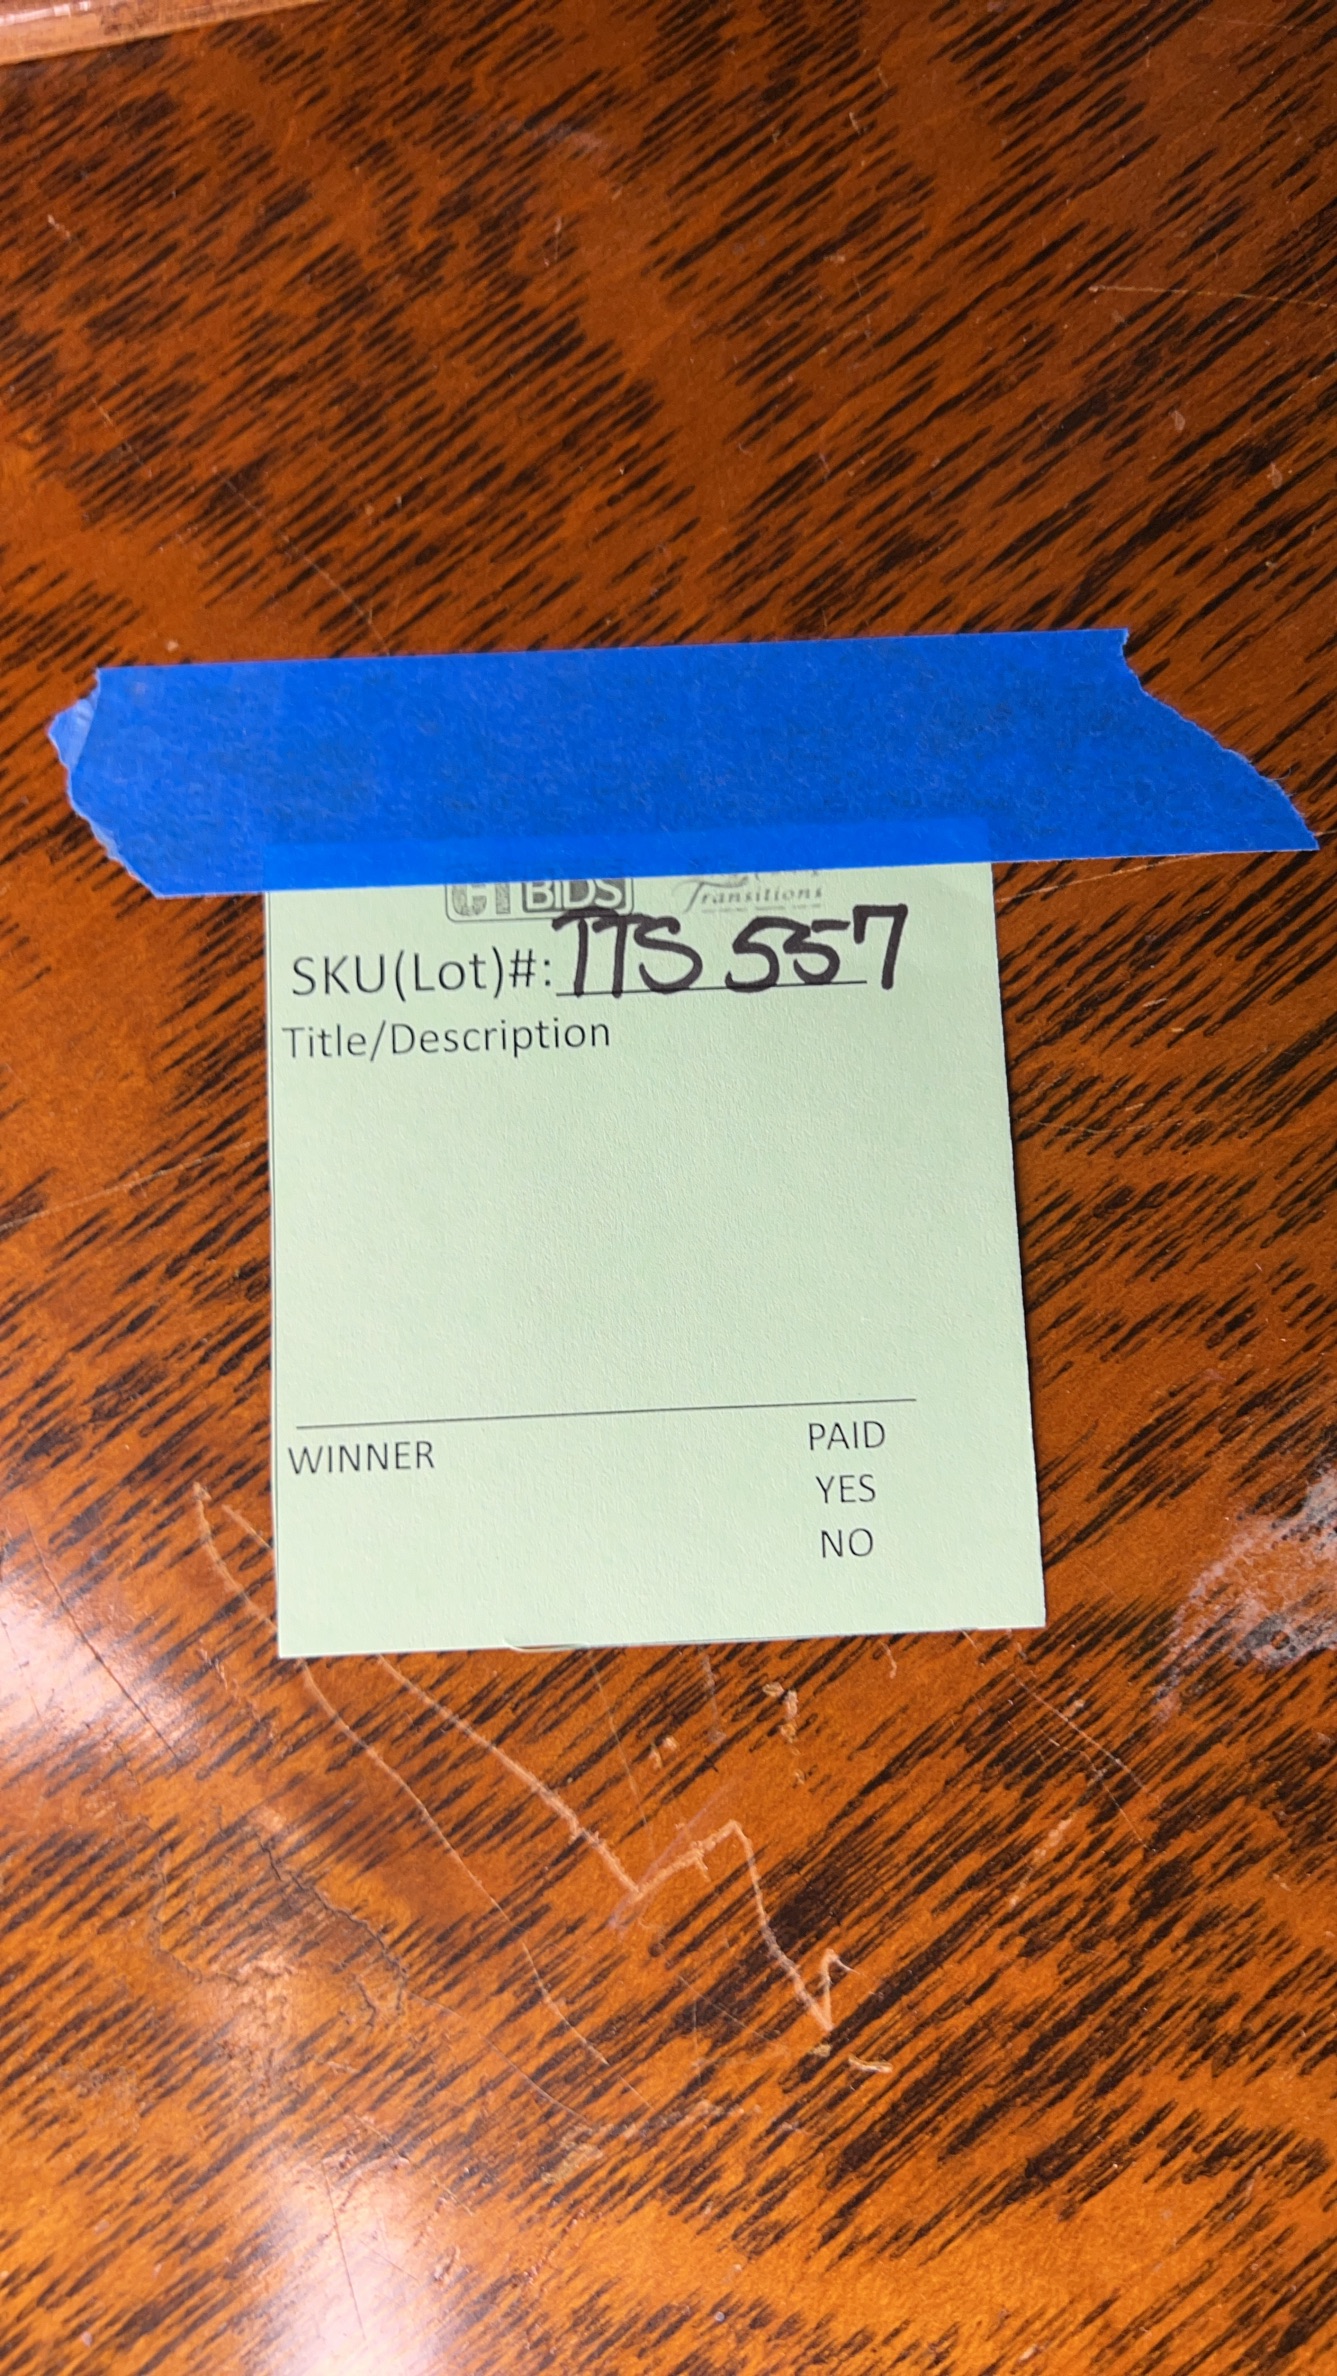 BIDS Transitions
SKU(Lot)#: TTS 557
Title/Description
WINNER PAID
YES
NO